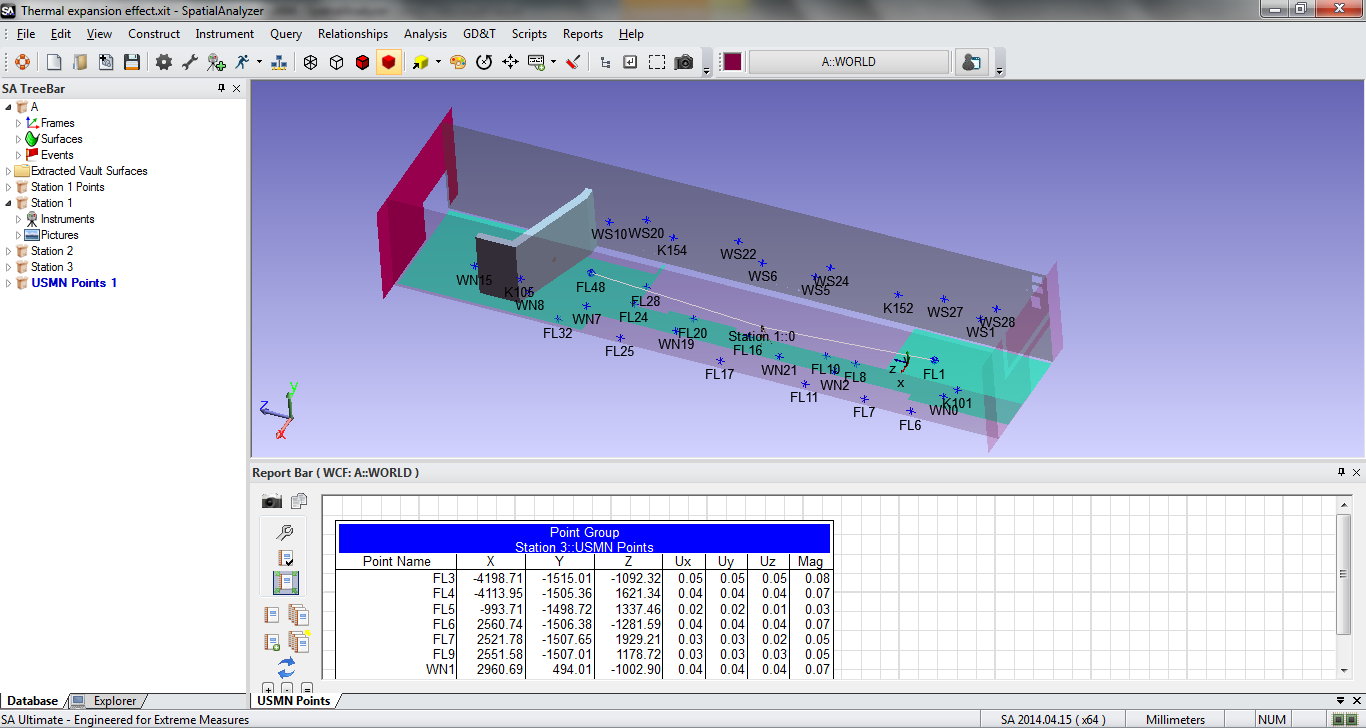 Thermal expansion effect.xit - SpatialAnalyzer
File Edit View Construct Instrument Query Relationships Analysis GD&T Scripts Reports Help
A::WORLD
SA TreeBar
A
Frames
Surfaces
Events
Extracted Vault Surfaces
Station 1 Points
Station 1
Instruments
Pictures
Station 2
Station 3
USMN Points 1
WS10
WS20
K154
WS22
WS6
WS5
WS24
K152
WS27
WS1
WS28
WN15
K105
WN8
FL48
FL28
FL24
WN7
FL32
FL25
FL20
WN19
Station 1::0
FL16
FL17
WN21
FL10
WN2
FL8
FL11
FL7
FL6
FL1
K101
WN0
y
z
x
y
z
x
Report Bar ( WCF: A::WORLD )
Point Group
Station 3::USMN Points
Point Name X Y Z Ux Uy Uz Mag
FL3 -4198.71 -1515.01 -1092.32 0.05 0.05 0.05 0.08
FL4 -4113.95 -1505.36 1621.34 0.04 0.04 0.04 0.07
FL5 -993.71 -1498.72 1337.46 0.02 0.02 0.01 0.03
FL6 2560.74 -1506.38 -1281.59 0.04 0.04 0.04 0.07
FL7 2521.78 -1507.65 1929.21 0.03 0.03 0.02 0.05
FL9 2551.58 -1507.01 1178.72 0.03 0.03 0.03 0.05
WN1 2960.69 494.01 -1002.90 0.04 0.04 0.04 0.07
Database Explorer
USMN Points
SA Ultimate - Engineered for Extreme Measures
SA 2014.04.15 ( x64 )
Millimeters
NUM